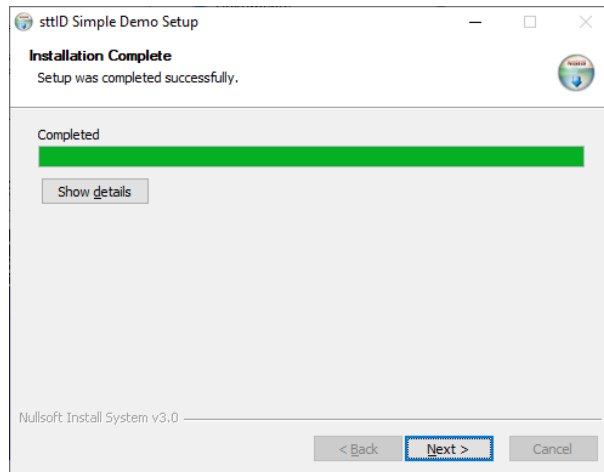 sttID Simple Demo Setup
Installation Complete
Setup was completed successfully.
Completed
Show details
Nullsoft Install System v3.0
< Back Next > Cancel